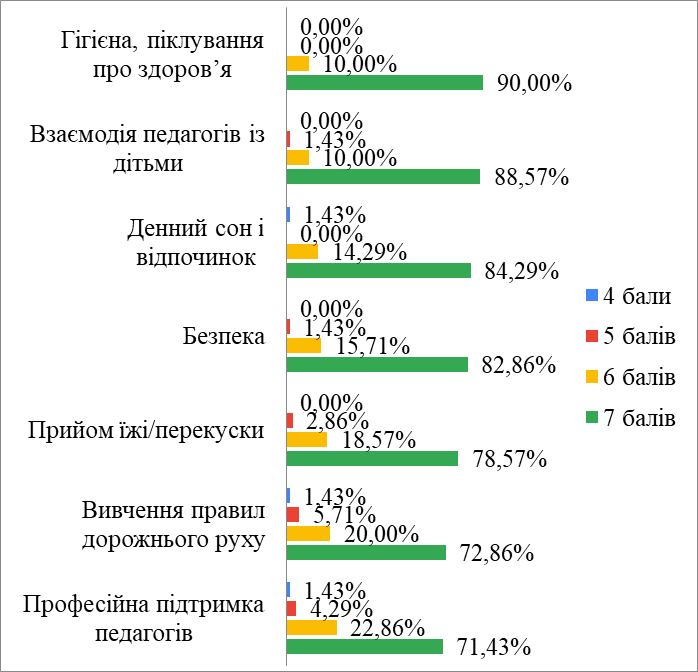 Гігієна, піклування
про здоров’я
0,00%
0,00%
10,00%
90,00%
Взаємодія педагогів із
дітьми
0,00%
1,43%
10,00%
88,57%
Денний сон і
відпочинок
1,43%
0,00%
14,29%
84,29%
Безпека
0,00%
1,43%
15,71%
82,86%
Прийом їжі/перекуски
0,00%
2,86%
18,57%
78,57%
Вивчення правил
дорожнього руху
1,43%
5,71%
20,00%
72,86%
Професійна підтримка
педагогів
1,43%
4,29%
22,86%
71,43%
4 бали
5 балів
6 балів
7 балів